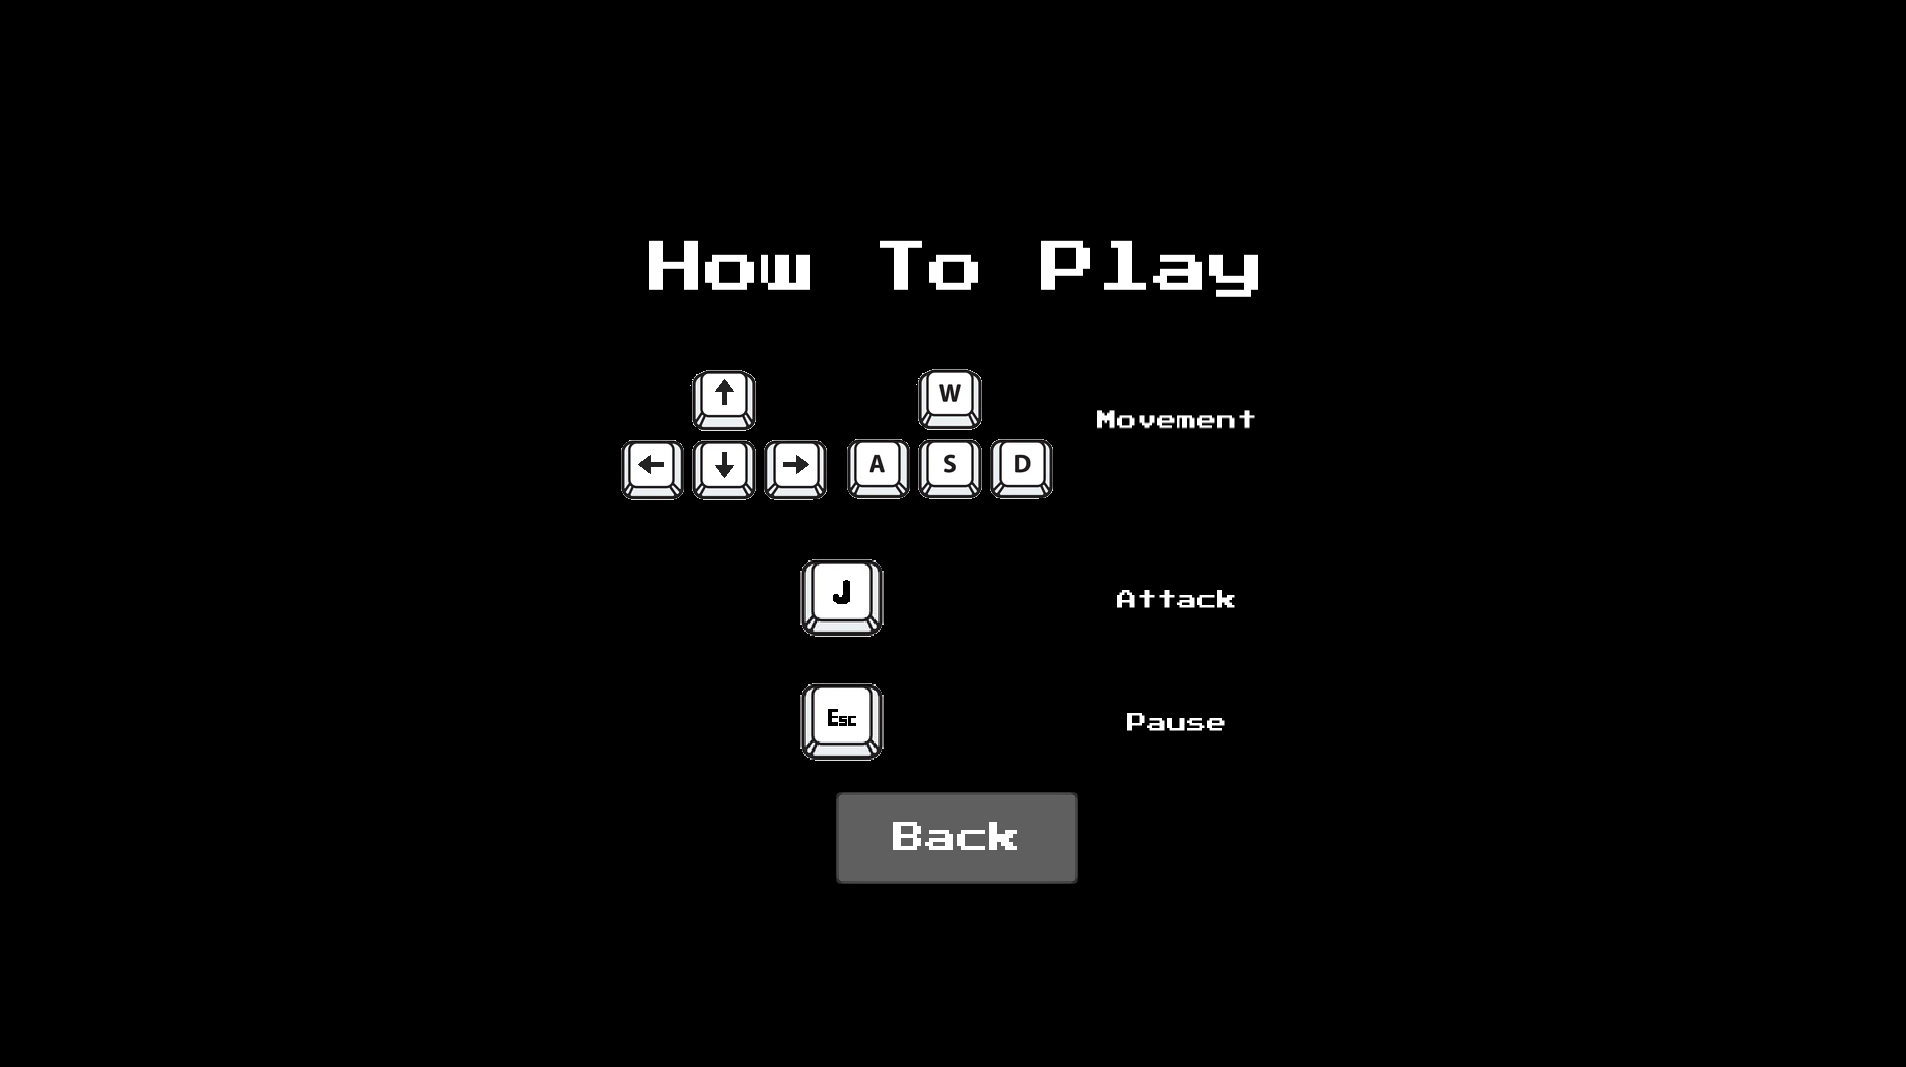 How To Play
↑ W Movement
← ↓ → A S D
J Attack
Esc Pause
Back